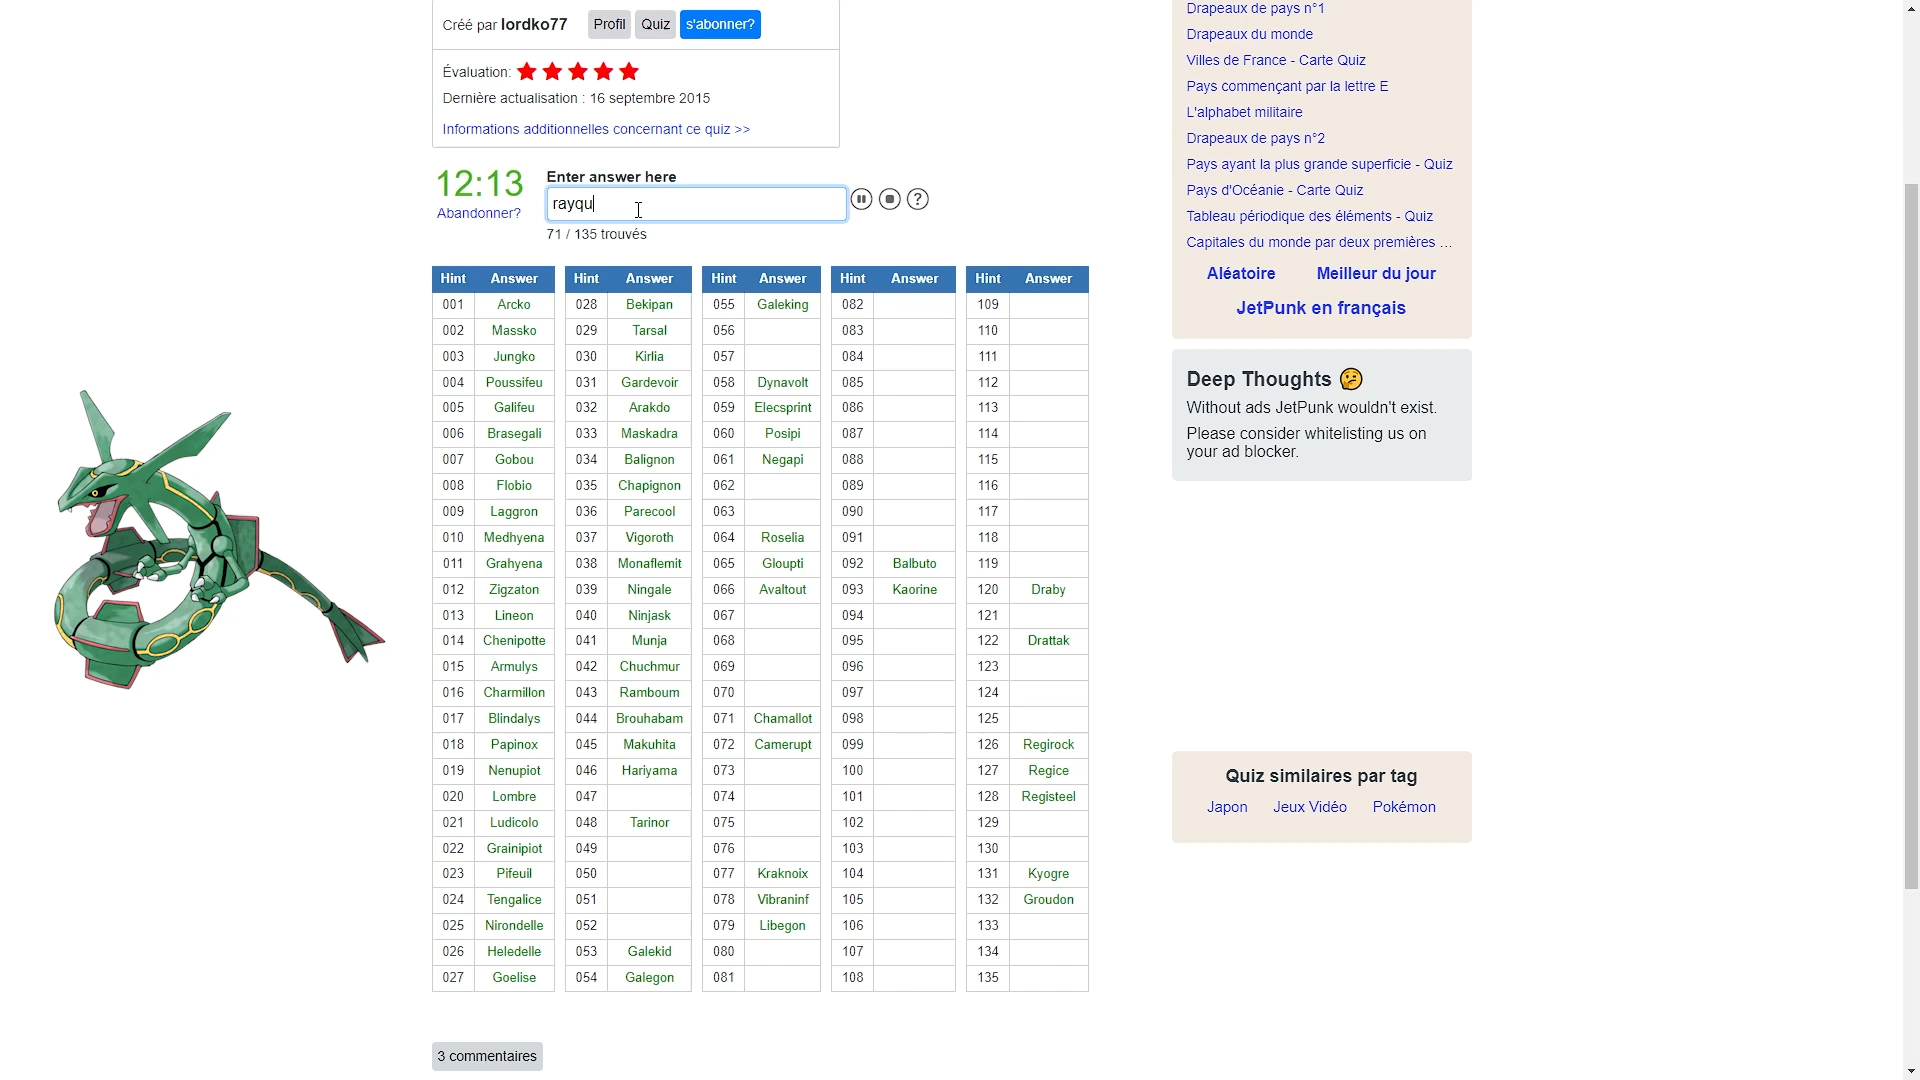 Créé par lordko77 Profil Quiz s'abonner?
Évaluation:
Dernière actualisation : 16 septembre 2015
Informations additionnelles concernant ce quiz >>
12:13
Abandonner?
Enter answer here
rayqu
71 / 135 trouvés
Hint Answer Hint Answer Hint Answer Hint Answer Hint Answer
001 Arcko 028 Bekipan 055 Galeking 082 109
002 Massko 029 Tarsal 056 083 110
003 Jungko 030 Kirlia 057 084 111
004 Poussifeu 031 Gardevoir 058 Dynavolt 085 112
005 Galifeu 032 Arakdo 059 Elecsprint 086 113
006 Brasegali 033 Maskadra 060 Posipi 087 114
007 Gobou 034 Balignon 061 Negapi 088 115
008 Flobio 035 Chapignon 062 089 116
009 Laggron 036 Parecool 063 090 117
010 Medhyena 037 Vigoroth 064 Roselia 091 118
011 Grahyena 038 Monaflemit 065 Gloupti 092 Balbuto 119
012 Zigzaton 039 Ningale 066 Avaltout 093 Kaorine 120 Draby
013 Lineon 040 Ninjask 067 094 121
014 Chenipotte 041 Munja 068 095 122 Drattak
015 Armulys 042 Chuchmur 069 096 123
016 Charmillon 043 Ramboum 070 097 124
017 Blindalys 044 Brouhabam 071 Chamallot 098 125
018 Papinox 045 Makuhita 072 Camerupt 099 126 Regirock
019 Nenupiot 046 Hariyama 073 100 127 Regice
020 Lombre 047 074 101 128 Registeel
021 Ludicolo 048 Tarinor 075 102 129
022 Grainipiot 049 076 103 130
023 Pifeuil 050 077 Kraknoix 104 131 Kyogre
024 Tengalice 051 078 Vibraninf 105 132 Groudon
025 Nirondelle 052 079 Libegon 106 133
026 Heledelle 053 Galekid 080 107 134
027 Goelise 054 Galegon 081 108 135
3 commentaires
Drapeaux de pays n°1
Drapeaux du monde
Villes de France - Carte Quiz
Pays commençant par la lettre E
L'alphabet militaire
Drapeaux de pays n°2
Pays ayant la plus grande superficie - Quiz
Pays d'Océanie - Carte Quiz
Tableau périodique des éléments - Quiz
Capitales du monde par deux premières ...
Aléatoire Meilleur du jour
JetPunk en français
Deep Thoughts
Without ads JetPunk wouldn't exist.
Please consider whitelisting us on
your ad blocker.
Quiz similaires par tag
Japon Jeux Vidéo Pokémon